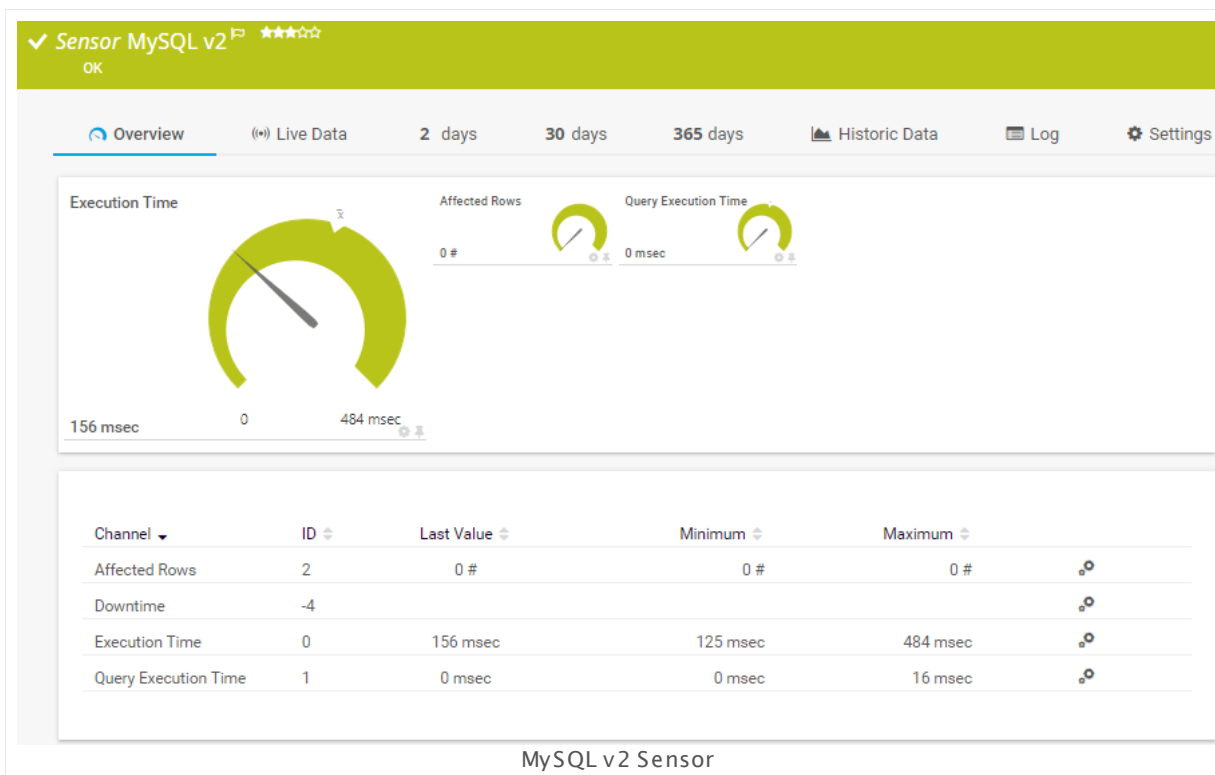 Sensor MySQL v2
OK
Overview Live Data 2 days 30 days 365 days Historic Data Log Settings
Execution Time
x̄
156 msec
0 484 msec
Affected Rows
0 #
Query Execution Time
0 msec
Channel ID Last Value Minimum Maximum
Affected Rows 2 0 # 0 # 0 #
Downtime -4
Execution Time 0 156 msec 125 msec 484 msec
Query Execution Time 1 0 msec 0 msec 16 msec
MySQL v2 Sensor